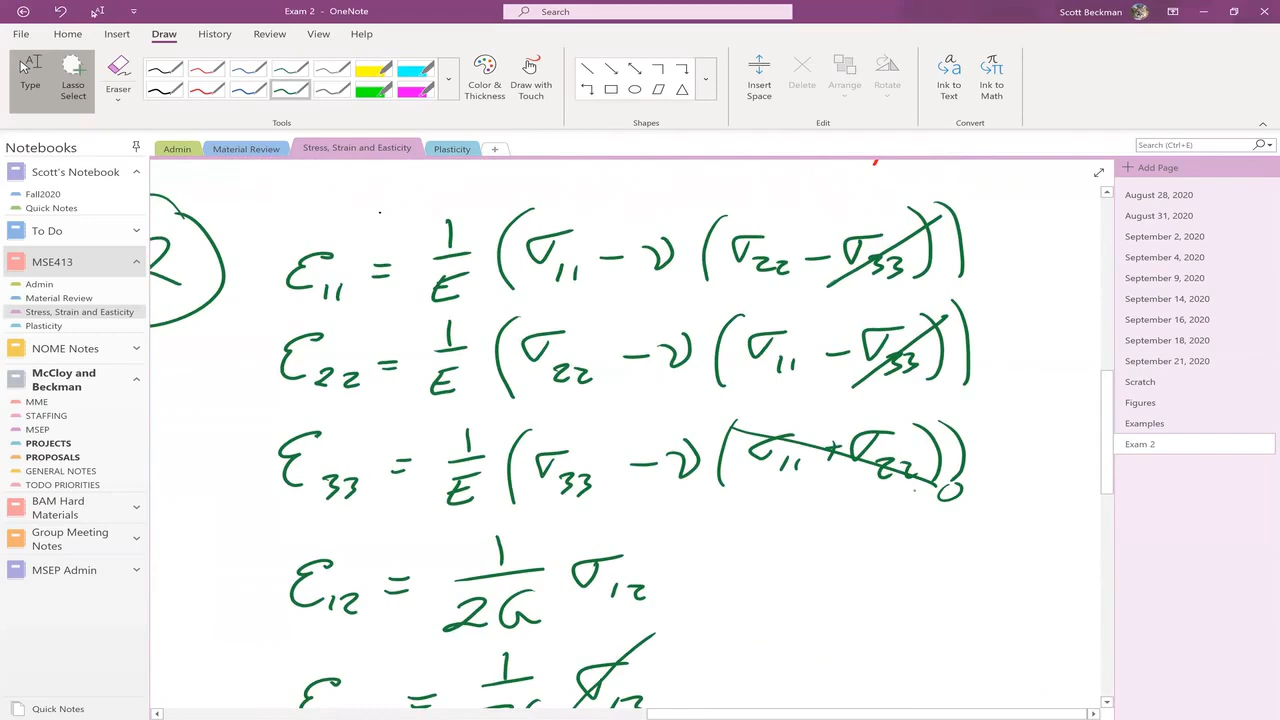 Exam 2 - OneNote
Search
Scott Beckman
File Home Insert Draw History Review View Help
Type
Lasso Select
Eraser
Color & Thickness
Draw with Touch
Insert Space
Delete
Arrange
Rotate
Ink to Text
Ink to Math
Tools
Shapes
Edit
Convert
Notebooks
Admin
Material Review
Stress, Strain and Easticity
Plasticity
Search (Ctrl+E)
Scott's Notebook
Fall2020
Quick Notes
To Do
MSE413
Admin
Material Review
Stress, Strain and Easticity
Plasticity
NOME Notes
McCloy and Beckman
MME
STAFFING
MSEP
PROJECTS
PROPOSALS
GENERAL NOTES
TODO PRIORITIES
BAM Hard Materials
Group Meeting Notes
MSEP Admin
Quick Notes
2
ε11 = 1/E (σ11 − ν (σ22 − σ33))
ε22 = 1/E (σ22 − ν (σ11 − σ33))
ε33 = 1/E (σ33 − ν (σ11 + σ22)) 0
ε12 = 1/2G σ12
Add Page
August 28, 2020
August 31, 2020
September 2, 2020
September 4, 2020
September 9, 2020
September 14, 2020
September 16, 2020
September 18, 2020
September 21, 2020
Scratch
Figures
Examples
Exam 2